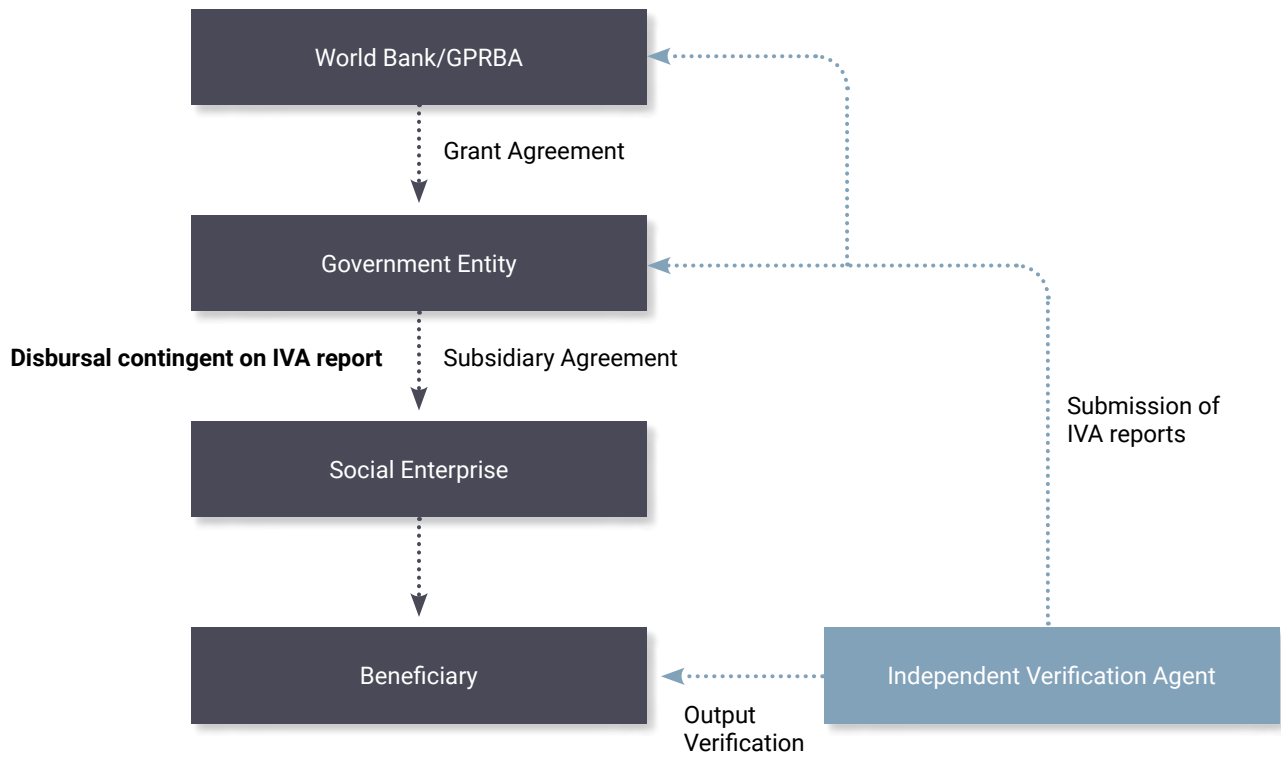 World Bank/GPRBA
Grant Agreement
Government Entity
Disbursal contingent on IVA report
Subsidiary Agreement
Submission of
IVA reports
Social Enterprise
Beneficiary
Independent Verification Agent
Output
Verification